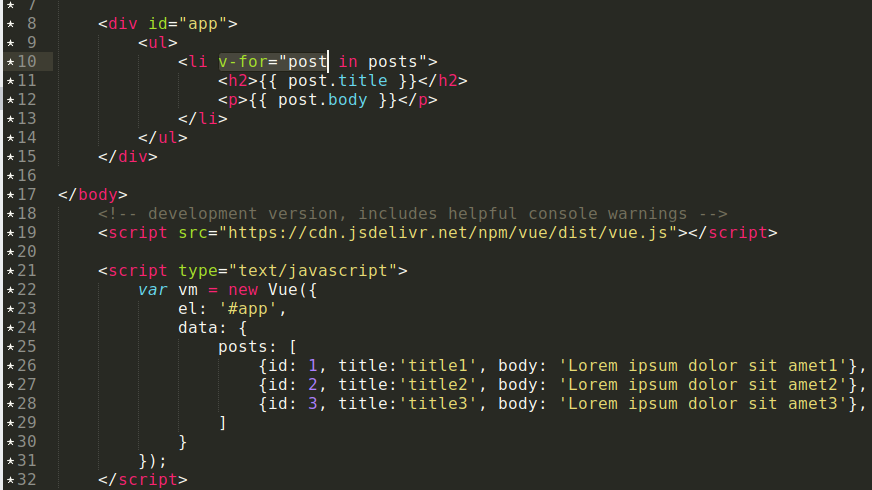 * 7
* 8 <div id="app">
* 9 <ul>
*10 <li v-for="post in posts">
*11 <h2>{{ post.title }}</h2>
*12 <p>{{ post.body }}</p>
*13 </li>
*14 </ul>
*15 </div>
*16
*17 </body>
*18 <!-- development version, includes helpful console warnings -->
*19 <script src="https://cdn.jsdelivr.net/npm/vue/dist/vue.js"></script>
*20
*21 <script type="text/javascript">
*22 var vm = new Vue({
*23 el: '#app',
*24 data: {
*25 posts: [
*26 {id: 1, title:'title1', body: 'Lorem ipsum dolor sit amet1'},
*27 {id: 2, title:'title2', body: 'Lorem ipsum dolor sit amet2'},
*28 {id: 3, title:'title3', body: 'Lorem ipsum dolor sit amet3'},
*29 ]
*30 }
*31 });
*32 </script>